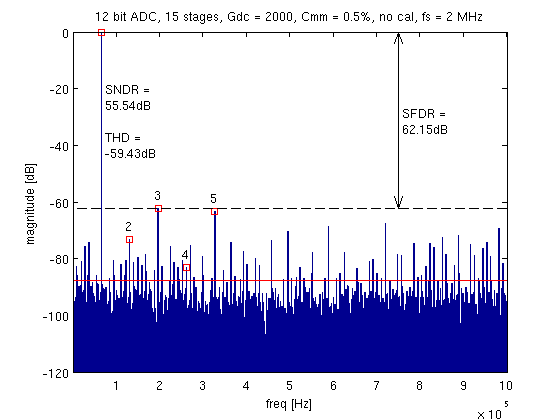 12 bit ADC, 15 stages, Gdc = 2000, Cmm = 0.5%, no cal, fs = 2 MHz
0
-20
-40
-60
-80
-100
-120
magnitude [dB]
SNDR =
55.54dB
THD =
-59.43dB
SFDR =
62.15dB
2
3
4
5
1
2
3
4
5
6
7
8
9
10
freq [Hz]
x 10
5